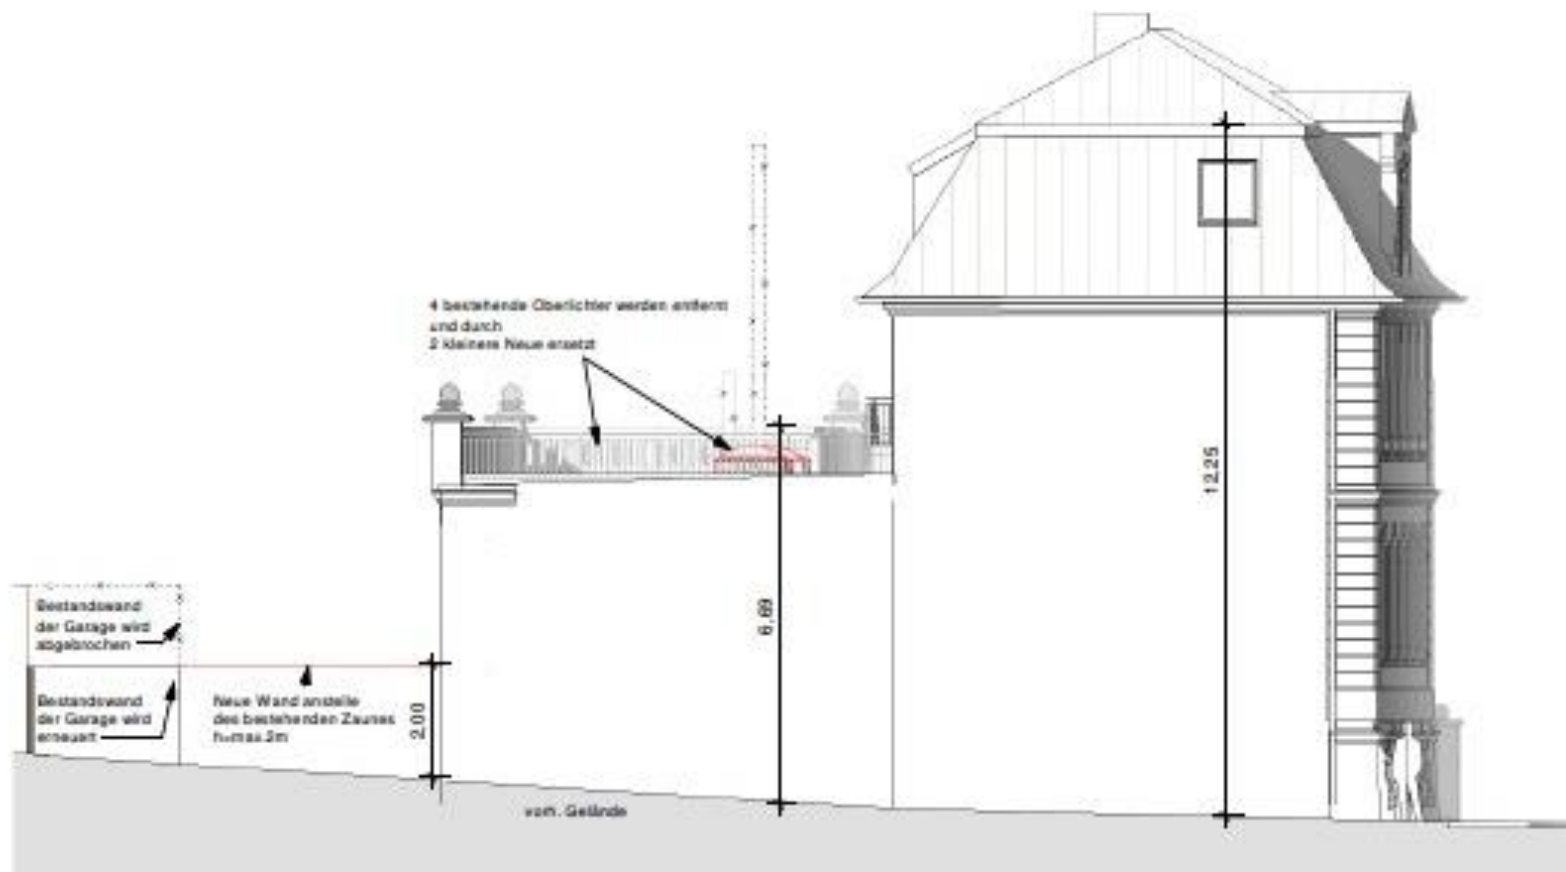 4 bestehende Oberlichter werden entfernt
und durch
2 kleinere Neue ersetzt
12,25
6,69
Bestandswand
der Garage wird
abgebrochen
Bestandswand
der Garage wird
erneuert
Neue Wand anstelle
des bestehenden Zaunes
h=max.2m
2,00
vorh. Gelände